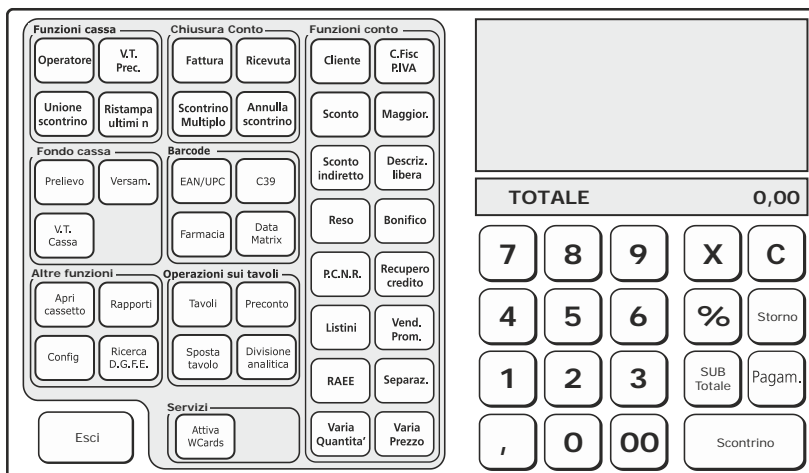 Funzioni cassa
Operatore
V.T.
Prec.
Unione
scontrino
Ristampa
ultimi n
Chiusura Conto
Fattura
Ricevuta
Scontrino
Multiplo
Annulla
scontrino
Fondo cassa
Prelievo
Versam.
V.T.
Cassa
Barcode
EAN/UPC
C39
Farmacia
Data
Matrix
Altre funzioni
Apri
cassetto
Rapporti
Config
Ricerca
D.G.F.E.
Operazioni sui tavoli
Tavoli
Preconto
Sposta
tavolo
Divisione
analitica
Servizi
Attiva
WCards
Esci
Funzioni conto
Cliente
C.Fisc
P.IVA
Sconto
Maggior.
Sconto
indiretto
Descriz.
libera
Reso
Bonifico
P.C.N.R.
Recupero
credito
Listini
Vend.
Prom.
RAEE
Separaz.
Varia
Quantita'
Varia
Prezzo
TOTALE 0,00
7 8 9 X C
4 5 6 % Storno
1 2 3 SUB
Totale Pagam.
, 0 00 Scontrino